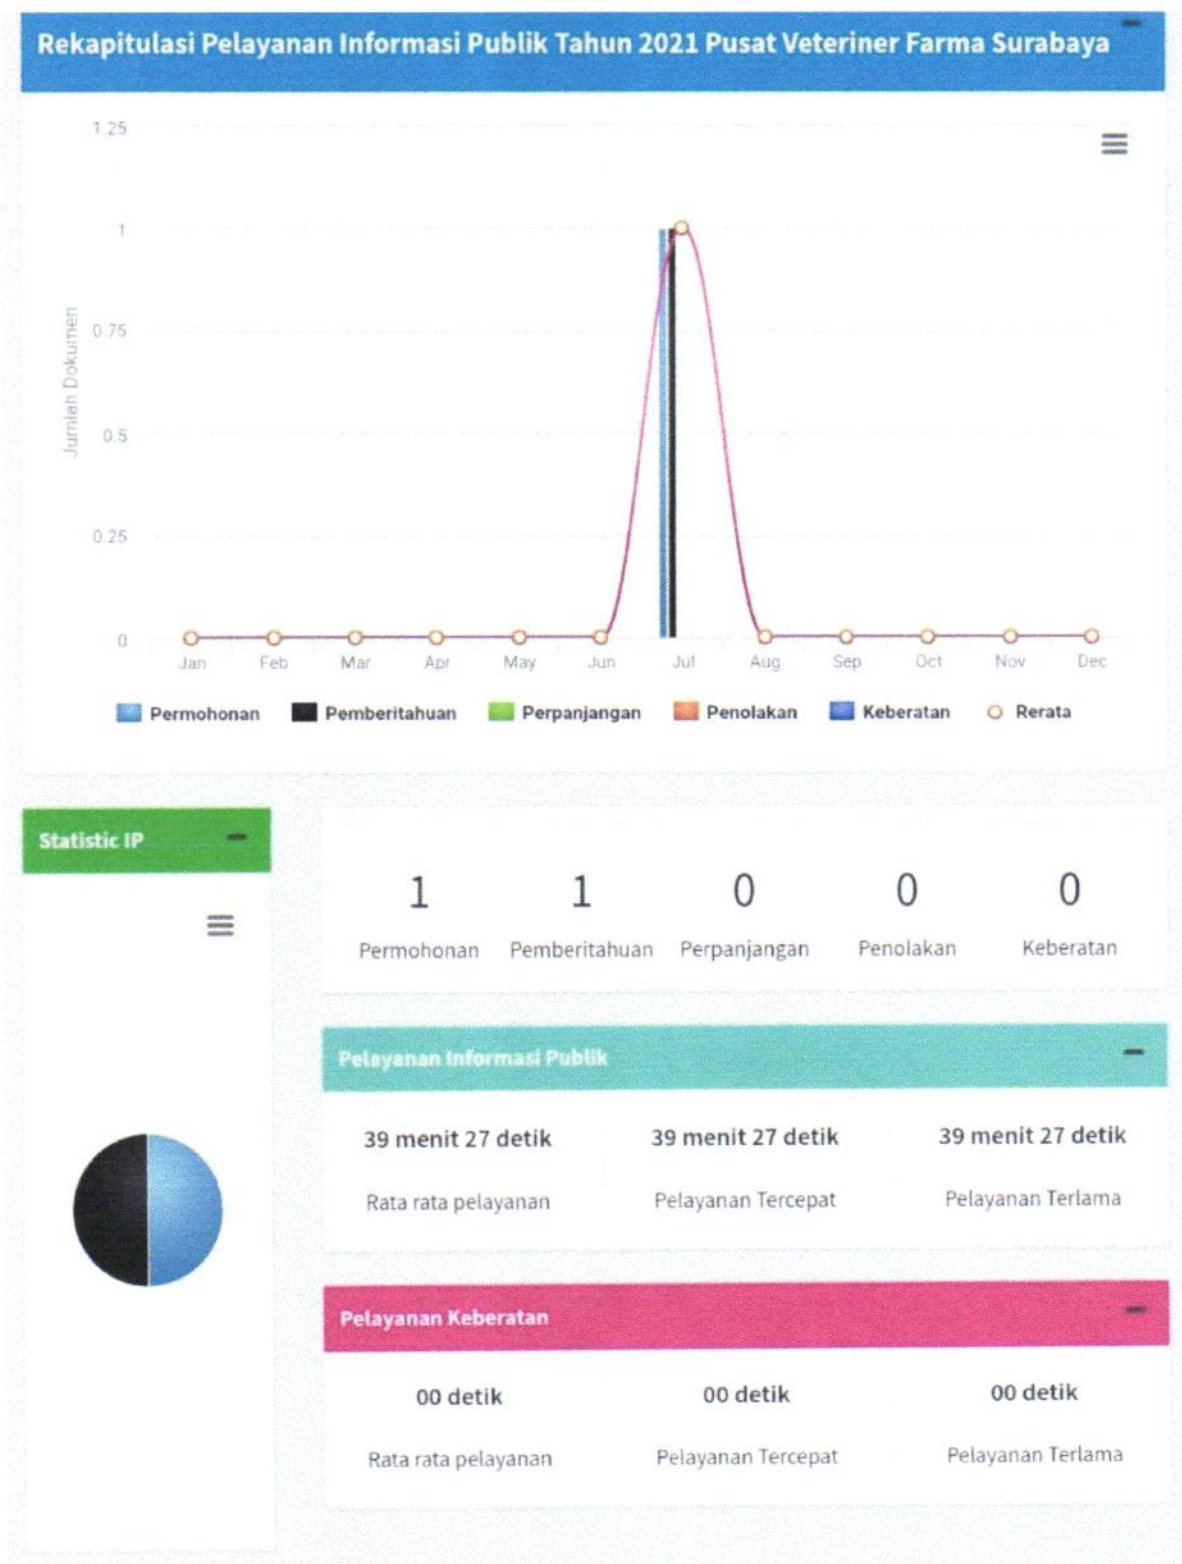 Rekapitulasi Pelayanan Informasi Publik Tahun 2021 Pusat Veteriner Farma Surabaya
1.25
1
0.75
0.5
0.25
0
Jumlah Dokumen
Jan Feb Mar Apr May Jun Jul Aug Sep Oct Nov Dec
Permohonan Pemberitahuan Perpanjangan Penolakan Keberatan Rerata
Statistic IP
1 1 0 0 0
Permohonan Pemberitahuan Perpanjangan Penolakan Keberatan
Pelayanan Informasi Publik
39 menit 27 detik 39 menit 27 detik 39 menit 27 detik
Rata rata pelayanan Pelayanan Tercepat Pelayanan Terlama
Pelayanan Keberatan
00 detik 00 detik 00 detik
Rata rata pelayanan Pelayanan Tercepat Pelayanan Terlama